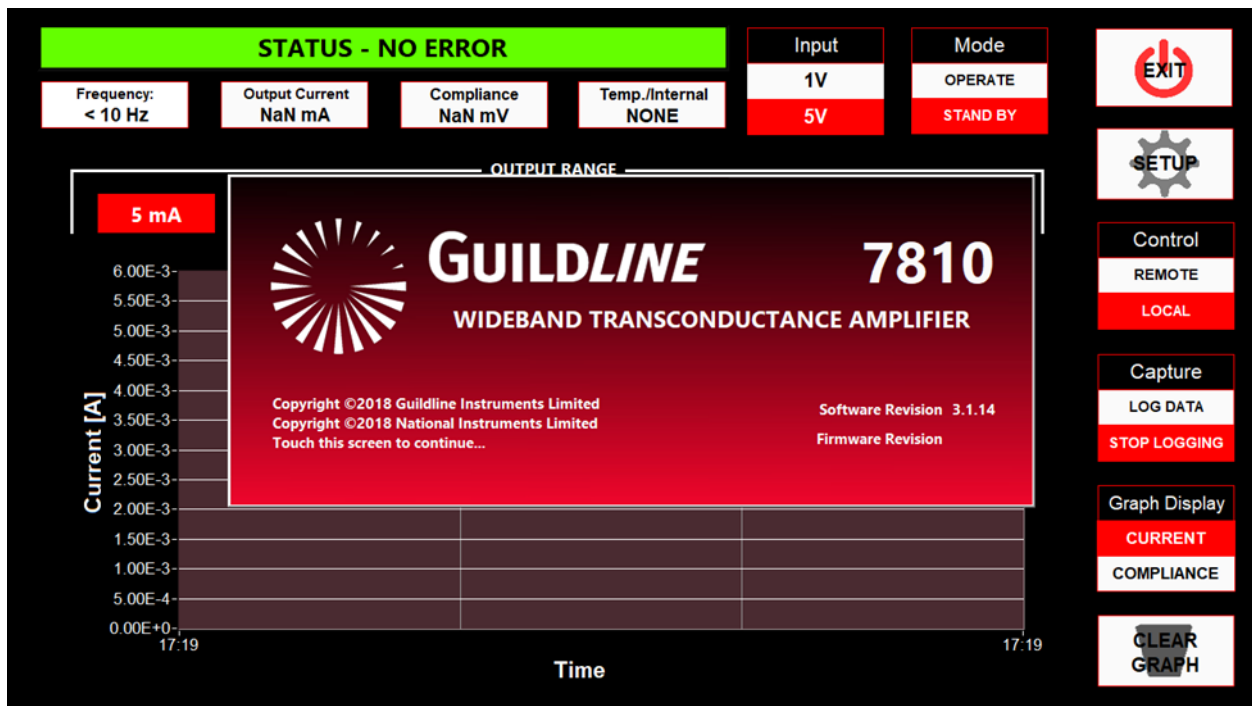 STATUS - NO ERROR
Input
Mode
EXIT
1V
OPERATE
5V
STAND BY
Frequency:
< 10 Hz
Output Current
NaN mA
Compliance
NaN mV
Temp./Internal
NONE
SETUP
OUTPUT RANGE
5 mA
GUILDLINE
7810
WIDEBAND TRANSCONDUCTANCE AMPLIFIER
Copyright ©2018 Guildline Instruments Limited
Copyright ©2018 National Instruments Limited
Touch this screen to continue...
Software Revision 3.1.14
Firmware Revision
Control
REMOTE
LOCAL
Capture
LOG DATA
STOP LOGGING
Graph Display
CURRENT
COMPLIANCE
CLEAR
GRAPH
Current [A]
6.00E-3
5.50E-3
5.00E-3
4.50E-3
4.00E-3
3.50E-3
3.00E-3
2.50E-3
2.00E-3
1.50E-3
1.00E-3
5.00E-4
0.00E+0
17:19
17:19
Time